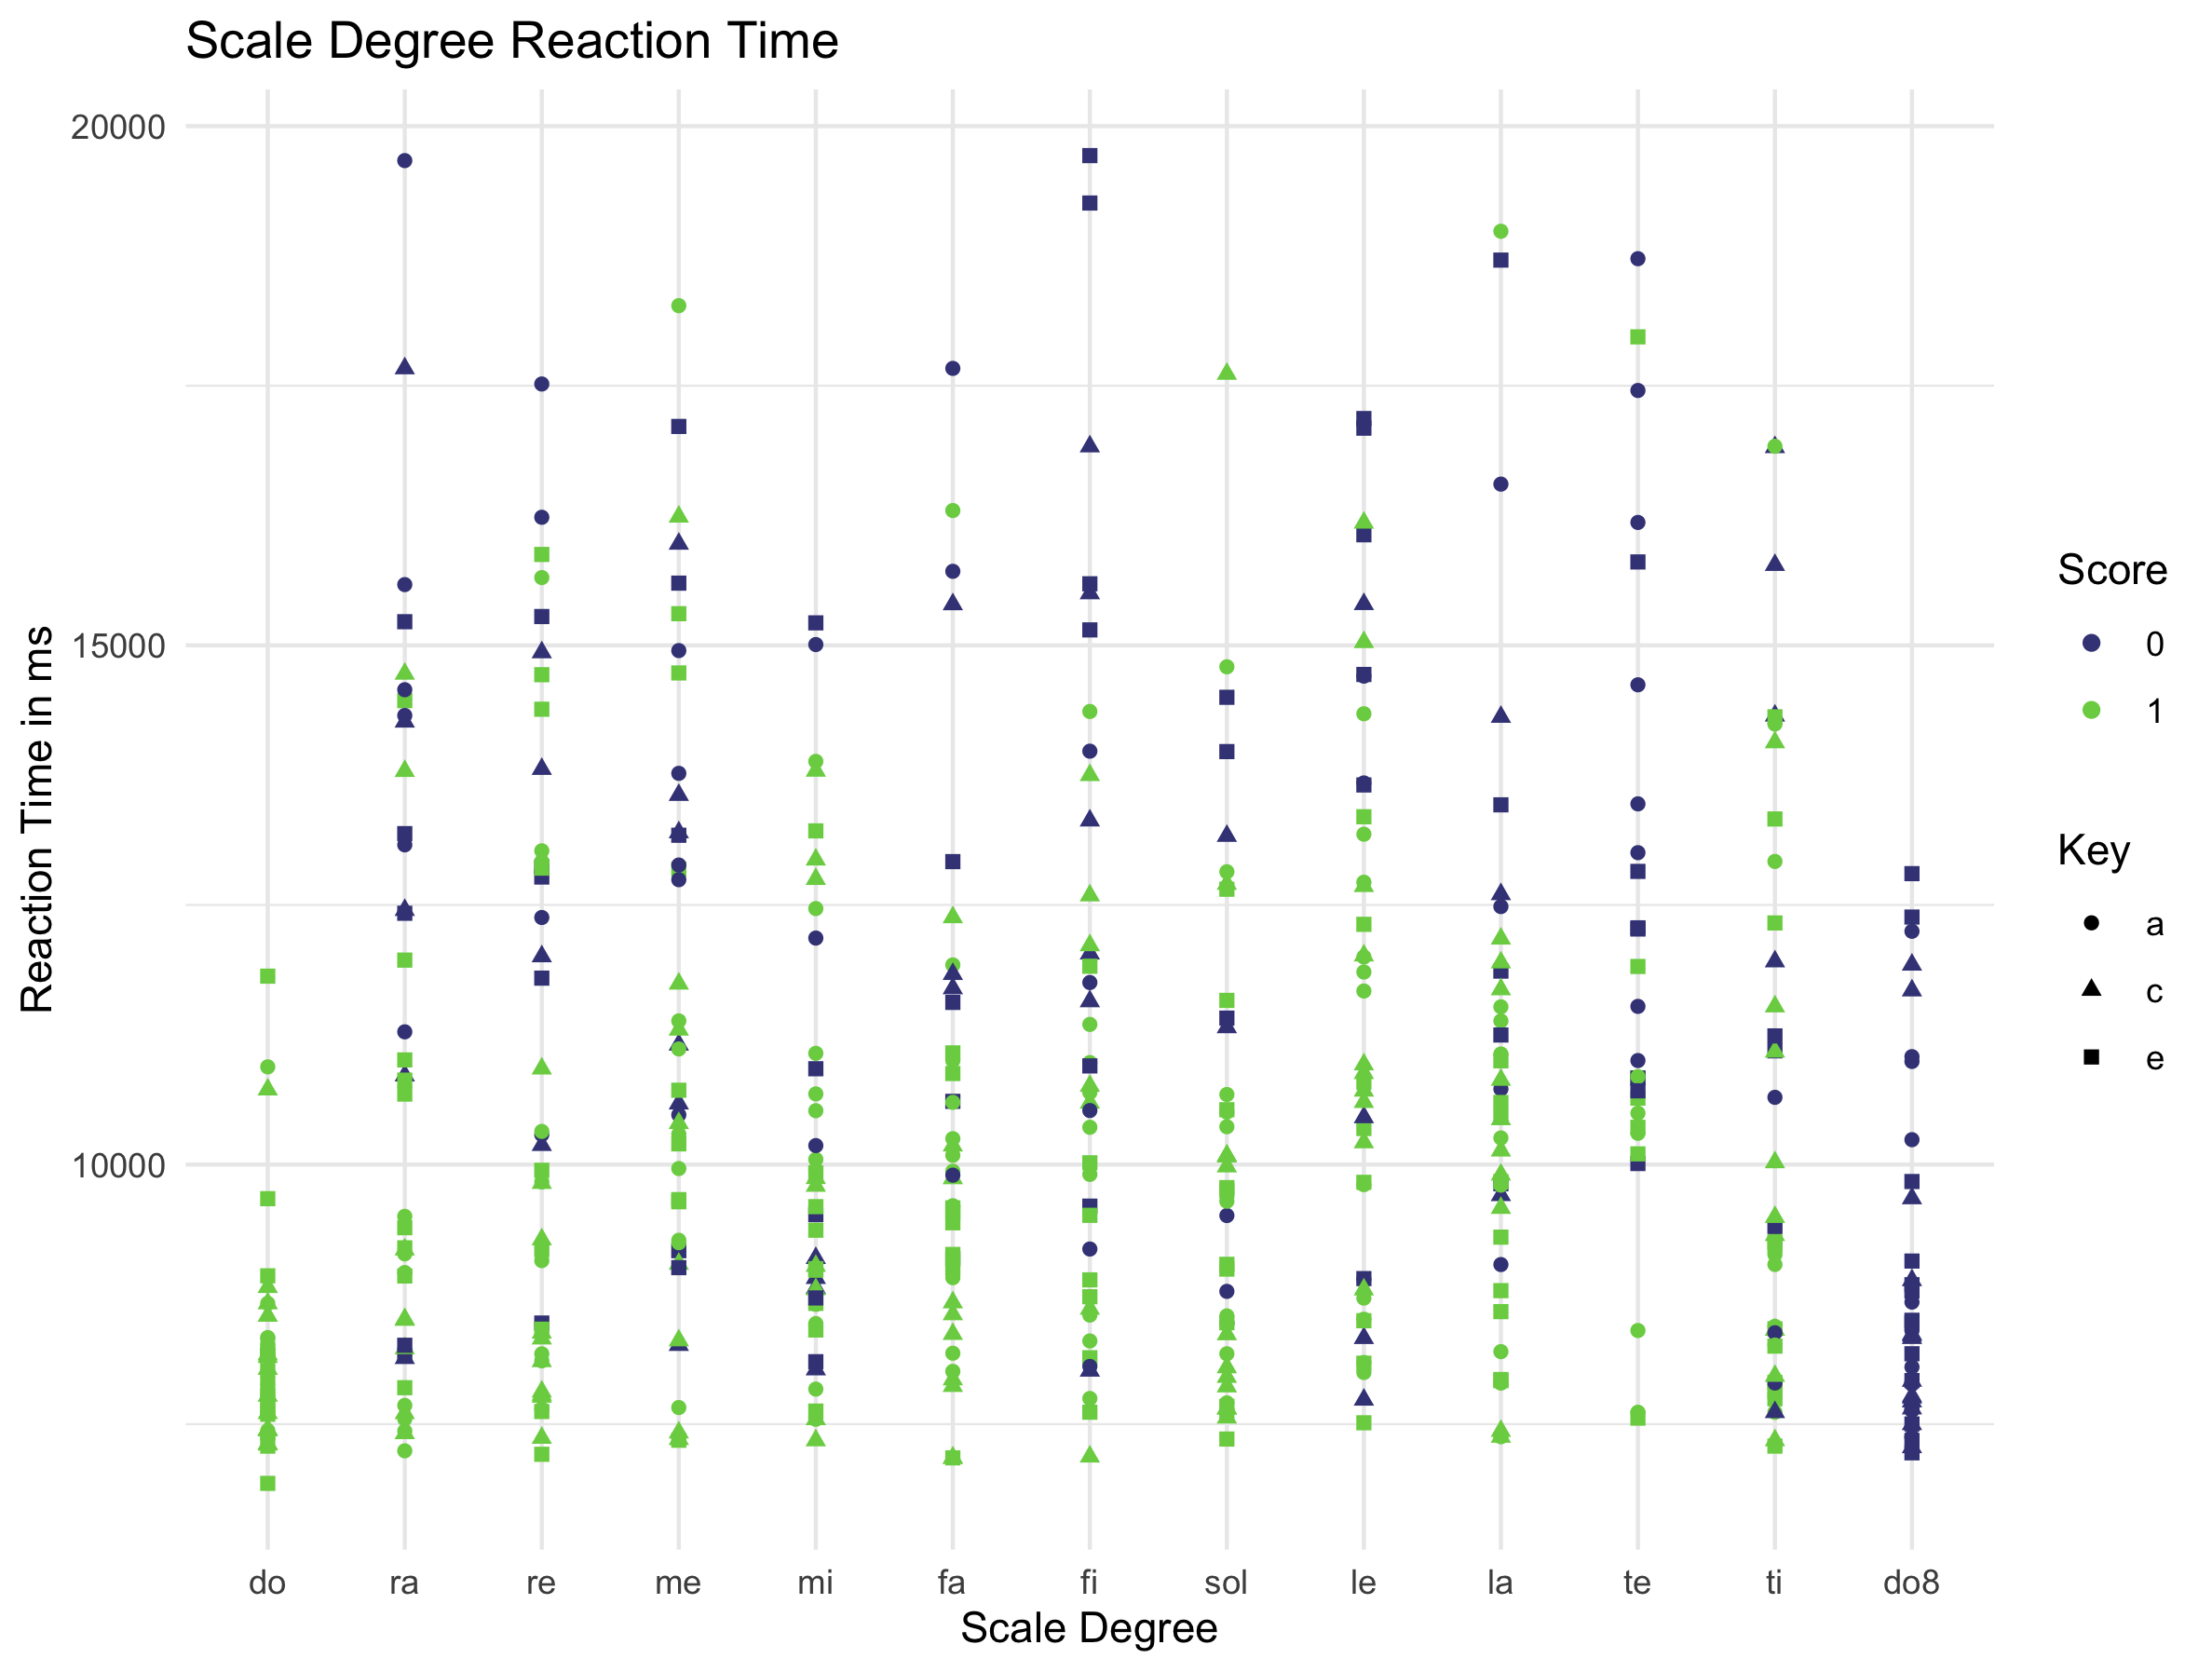 Scale Degree Reaction Time
20000
15000
10000
Reaction Time in ms
do ra re me mi fa fi sol le la te ti do8
Scale Degree
Score
0
1
Key
a
c
e